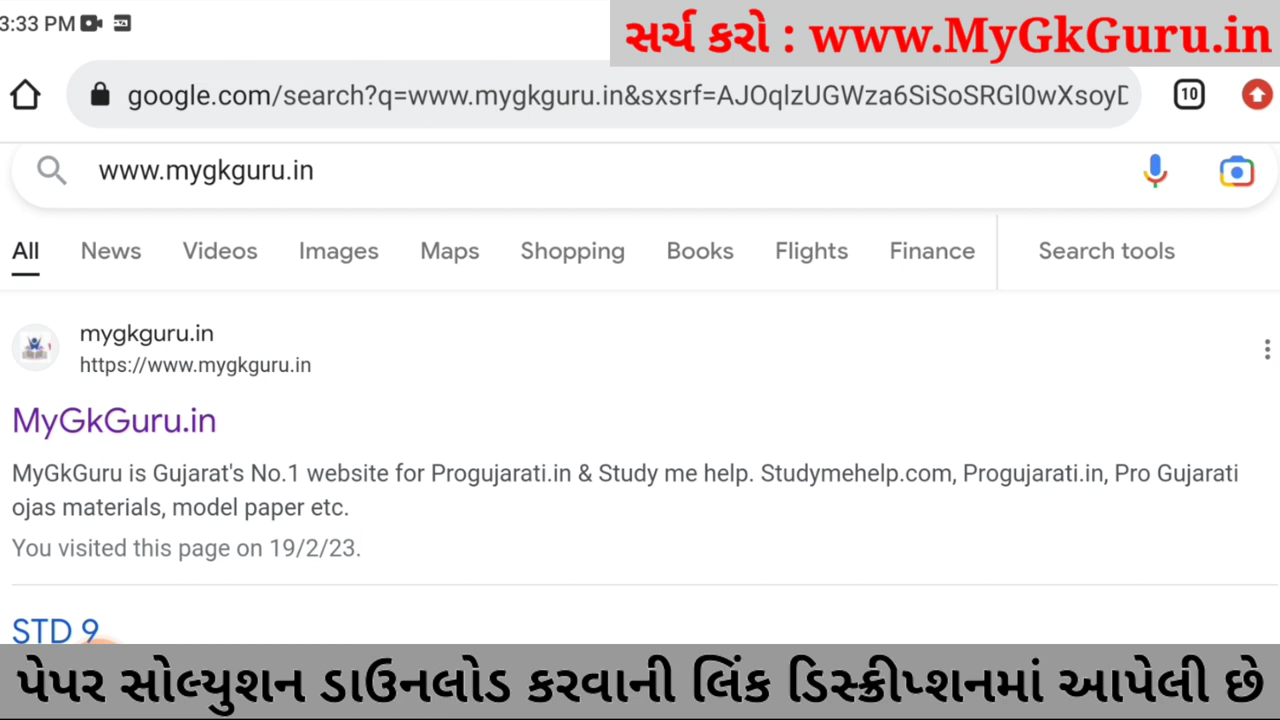 3:33 PM
સર્ચ કરો : www.MyGkGuru.in
google.com/search?q=www.mygkguru.in&sxsrf=AJOqlzUGWza6SiSoSRGl0wXsoyD
10
www.mygkguru.in
All News Videos Images Maps Shopping Books Flights Finance Search tools
mygkguru.in
https://www.mygkguru.in
MyGkGuru.in
MyGkGuru is Gujarat's No.1 website for Progujarati.in & Study me help. Studymehelp.com, Progujarati.in, Pro Gujarati
ojas materials, model paper etc.
You visited this page on 19/2/23.
STD 9
પેપર સોલ્યુશન ડાઉનલોડ કરવાની લિંક ડિસ્ક્રીપ્શનમાં આપેલી છે